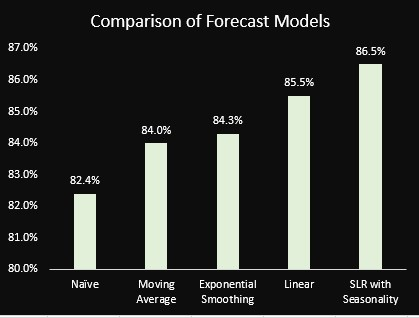 Comparison of Forecast Models
87.0%
86.0%
85.0%
84.0%
83.0%
82.0%
81.0%
80.0%
82.4%
84.0%
84.3%
85.5%
86.5%
Naïve
Moving
Average
Exponential
Smoothing
Linear
SLR with
Seasonality